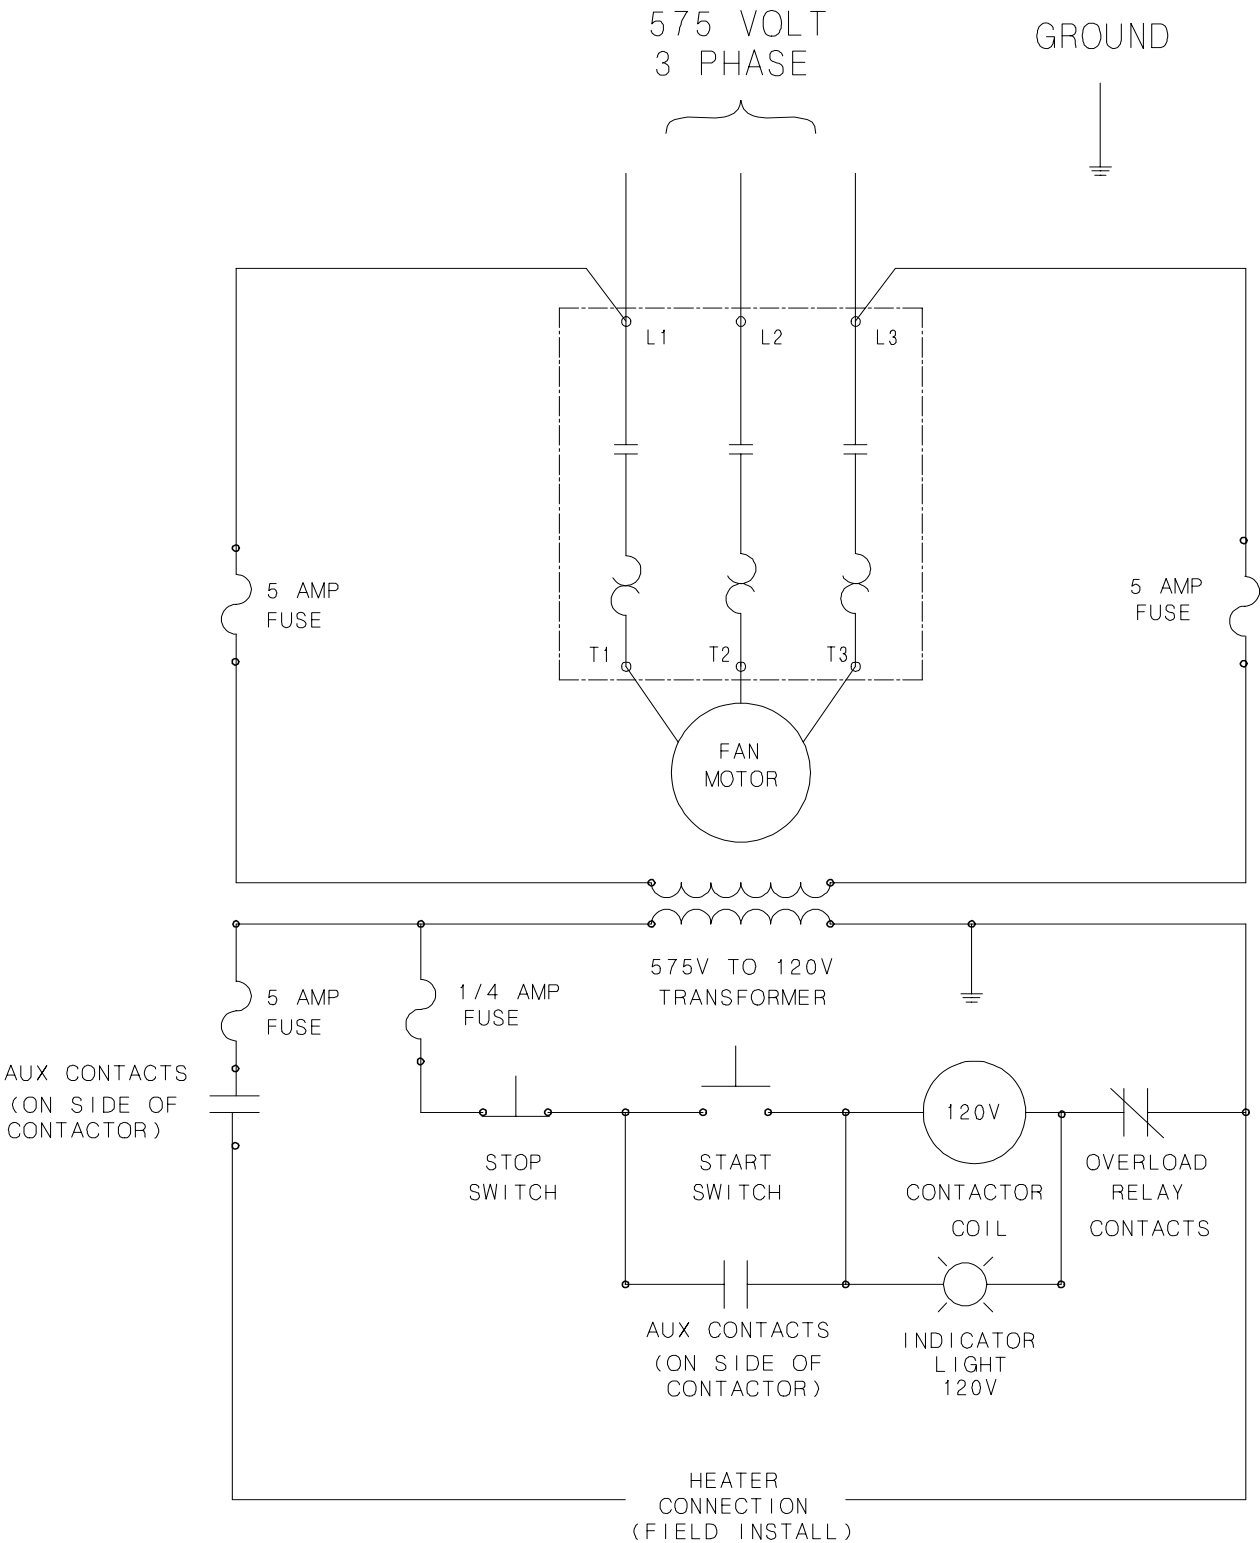 575 VOLT
3 PHASE
GROUND
L1
L2
L3
5 AMP
FUSE
5 AMP
FUSE
T1
T2
T3
FAN
MOTOR
575V TO 120V
TRANSFORMER
5 AMP
FUSE
1/4 AMP
FUSE
AUX CONTACTS
(ON SIDE OF
CONTACTOR)
120V
STOP
SWITCH
START
SWITCH
CONTACTOR
COIL
OVERLOAD
RELAY
CONTACTS
AUX CONTACTS
(ON SIDE OF
CONTACTOR)
INDICATOR
LIGHT
120V
HEATER
CONNECTION
(FIELD INSTALL)